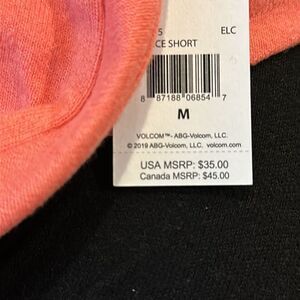 5 ELC
CE SHORT
8 87188 06854 7
M
VOLCOM™- ABG-Volcom, LLC.
© 2019 ABG-Volcom, LLC. volcom.com
USA MSRP: $35.00
Canada MSRP: $45.00